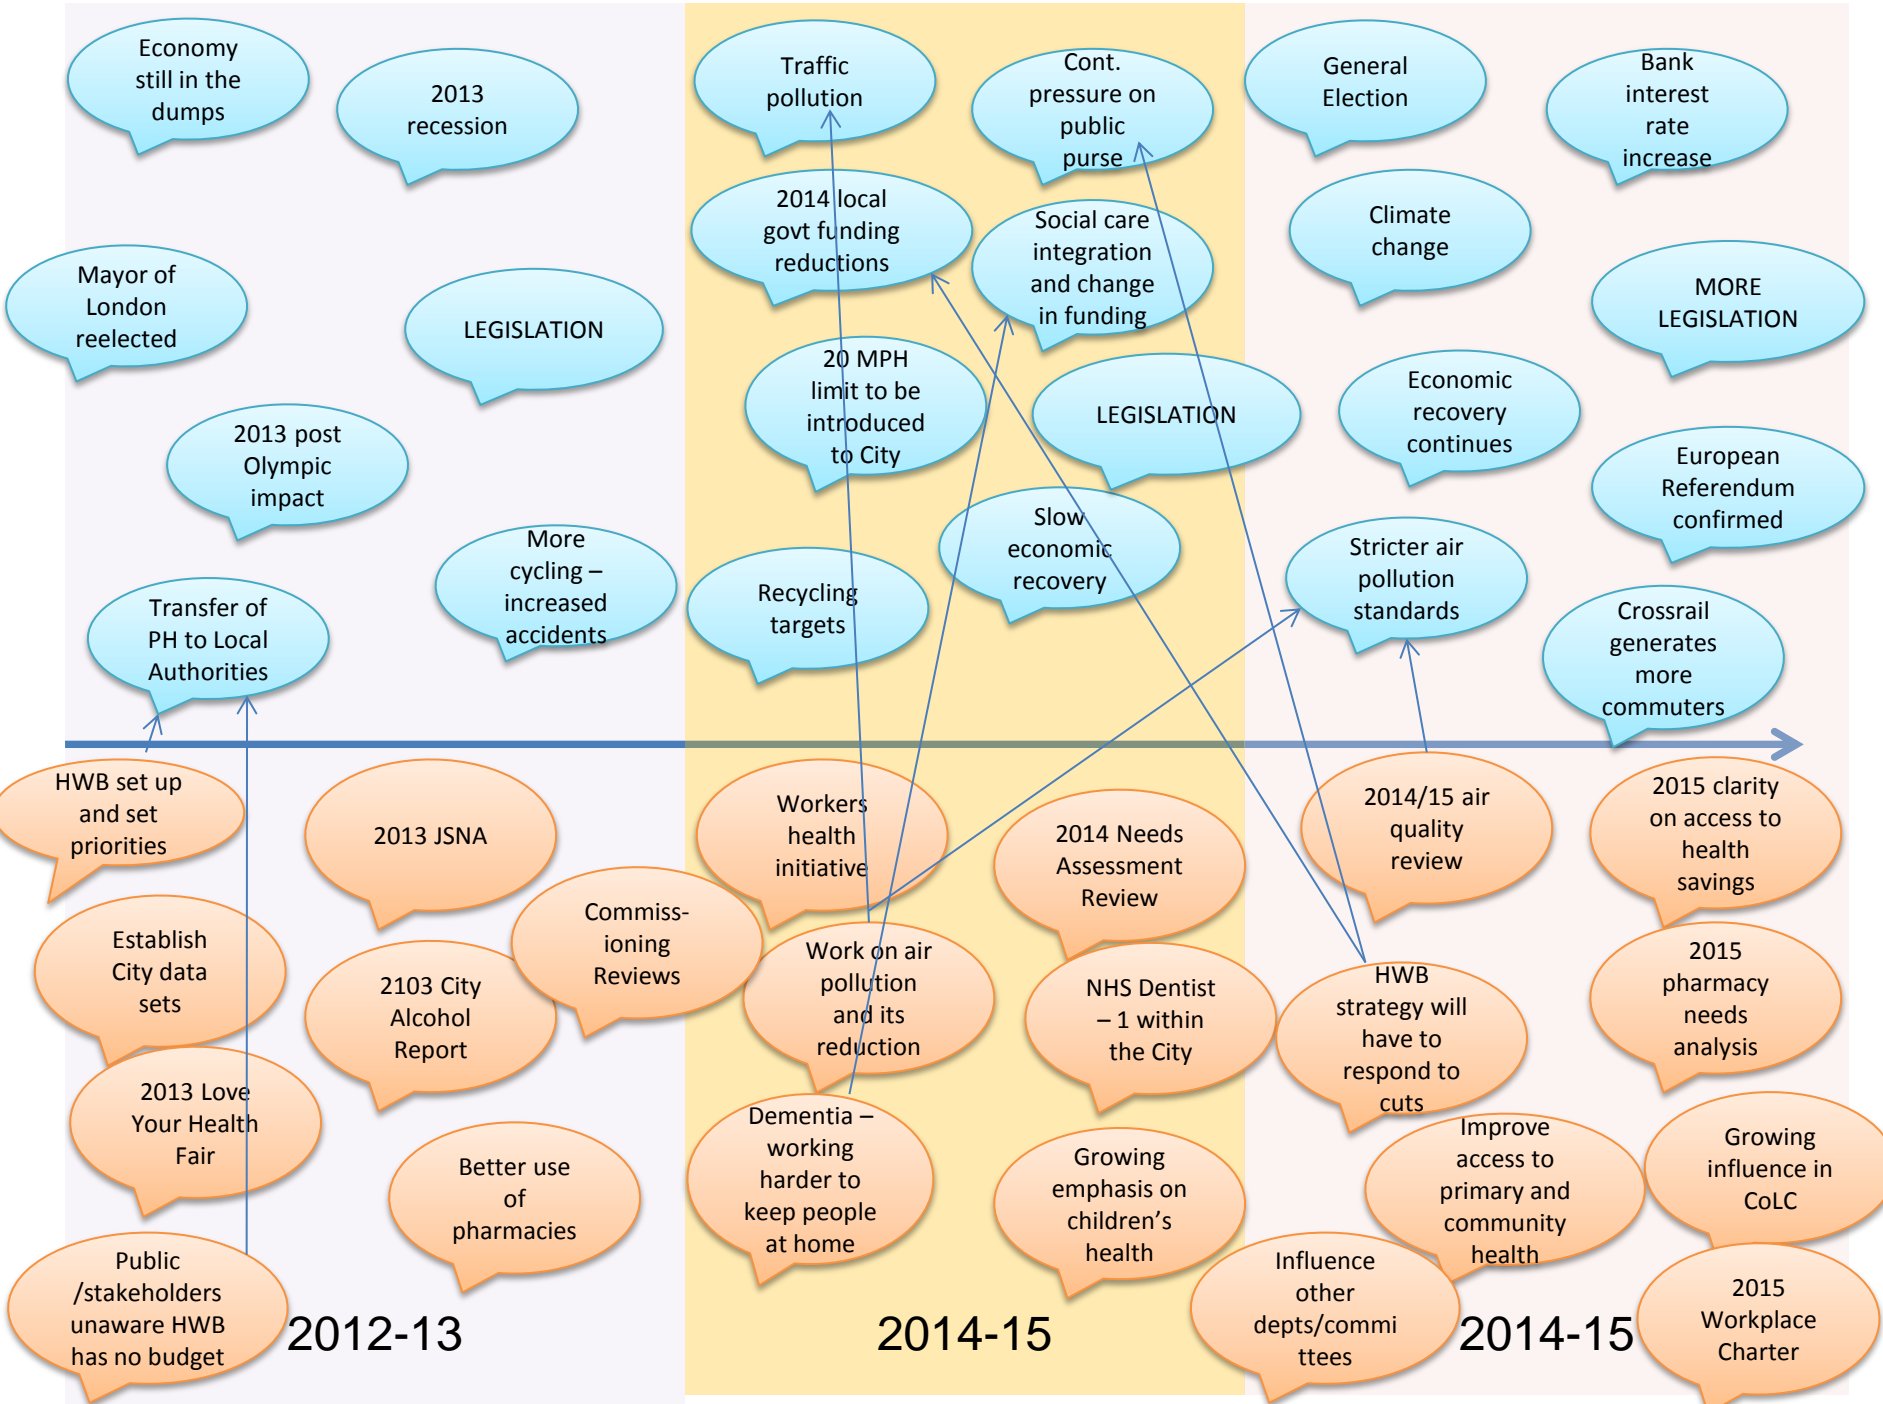 Economy
still in the
dumps
2013
recession
Mayor of
London
reelected
LEGISLATION
2013 post
Olympic
impact
More
cycling –
increased
accidents
Transfer of
PH to Local
Authorities
Traffic
pollution
Cont.
pressure on
public
purse
2014 local
govt funding
reductions
Social care
integration
and change
in funding
20 MPH
limit to be
introduced
to City
LEGISLATION
Slow
economic
recovery
Recycling
targets
General
Election
Bank
interest
rate
increase
Climate
change
MORE
LEGISLATION
Economic
recovery
continues
European
Referendum
confirmed
Stricter air
pollution
standards
Crossrail
generates
more
commuters
HWB set up
and set
priorities
2013 JSNA
Commiss-
ioning
Reviews
Establish
City data
sets
2103 City
Alcohol
Report
2013 Love
Your Health
Fair
Better use
of
pharmacies
Public
/stakeholders
unaware HWB
has no budget
2012-13
Workers
health
initiative
2014 Needs
Assessment
Review
Work on air
pollution
and its
reduction
NHS Dentist
– 1 within
the City
Dementia –
working
harder to
keep people
at home
Growing
emphasis on
children's
health
2014-15
2014/15 air
quality
review
2015 clarity
on access to
health
savings
HWB
strategy will
have to
respond to
cuts
2015
pharmacy
needs
analysis
Improve
access to
primary and
community
health
Growing
influence in
CoLC
Influence
other
depts/commi
ttees
2014-15
2015
Workplace
Charter